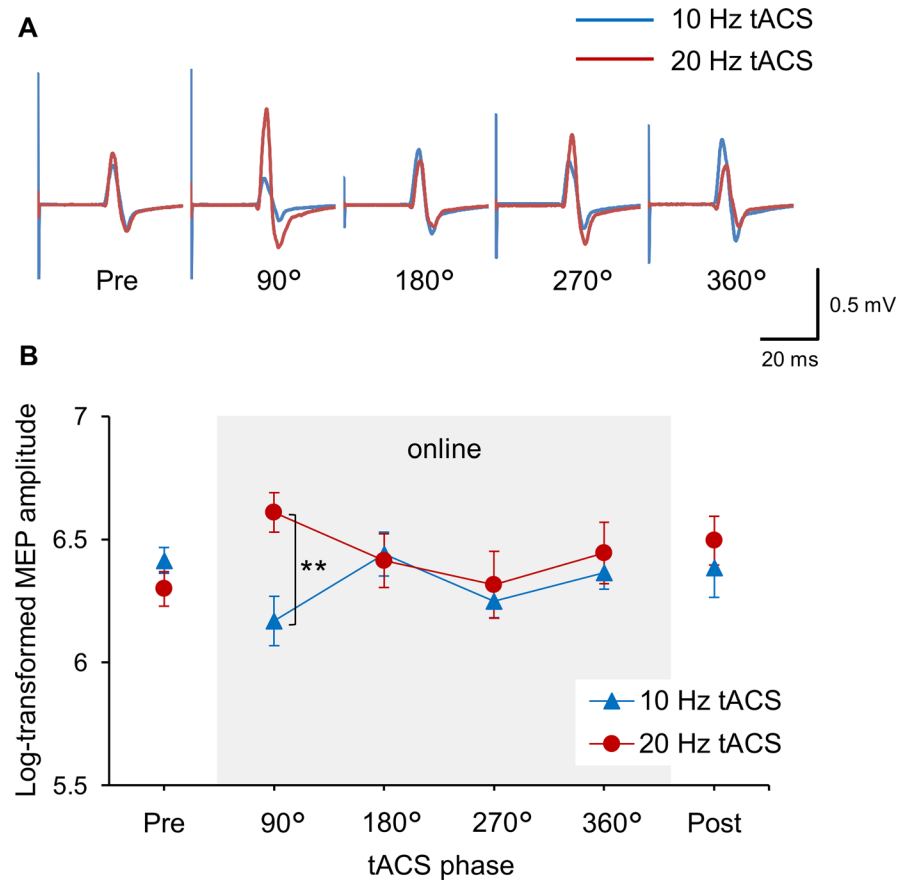 A
10 Hz tACS
20 Hz tACS
Pre 90° 180° 270° 360°
0.5 mV
20 ms
B
Log-transformed MEP amplitude
7
6.5
6
5.5
online
**
10 Hz tACS
20 Hz tACS
Pre 90° 180° 270° 360° Post
tACS phase